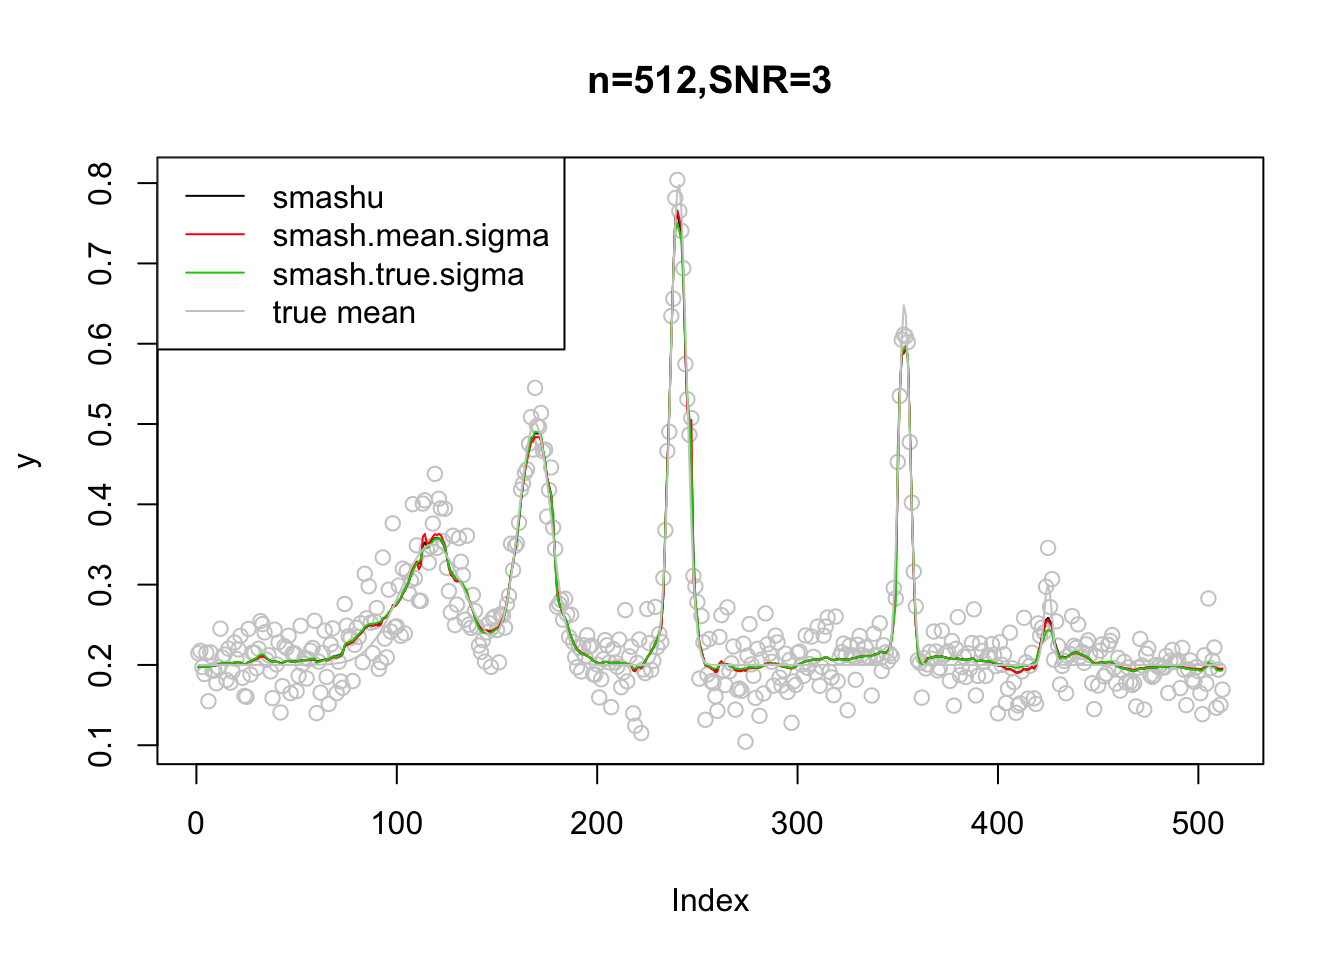 n=512,SNR=3
smashu
smash.mean.sigma
smash.true.sigma
true mean
y
0.8
0.7
0.6
0.5
0.4
0.3
0.2
0.1
0 100 200 300 400 500
Index